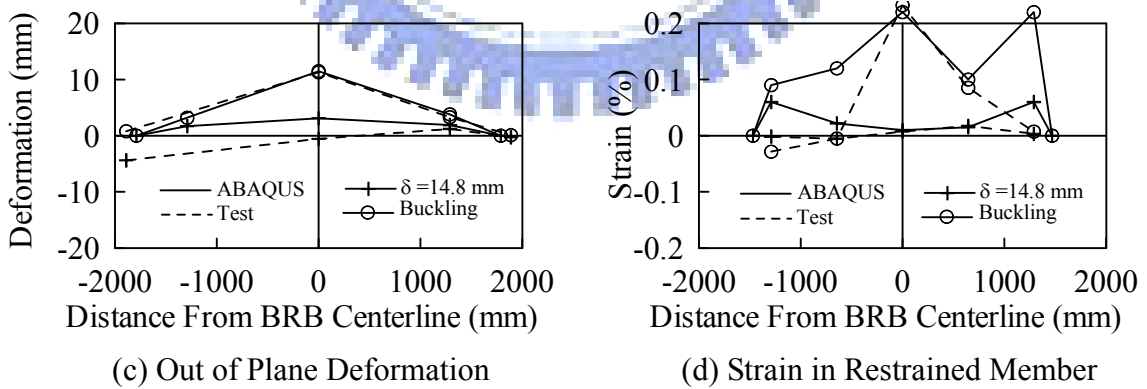 Deformation (mm)
20
10
0
-10
-20
-2000 -1000 0 1000 2000
ABAQUS
Test
δ =14.8 mm
Buckling
Distance From BRB Centerline (mm)
(c) Out of Plane Deformation
Strain (%)
0.2
0.1
0
-0.1
-0.2
-2000 -1000 0 1000 2000
ABAQUS
Test
δ =14.8 mm
Buckling
Distance From BRB Centerline (mm)
(d) Strain in Restrained Member